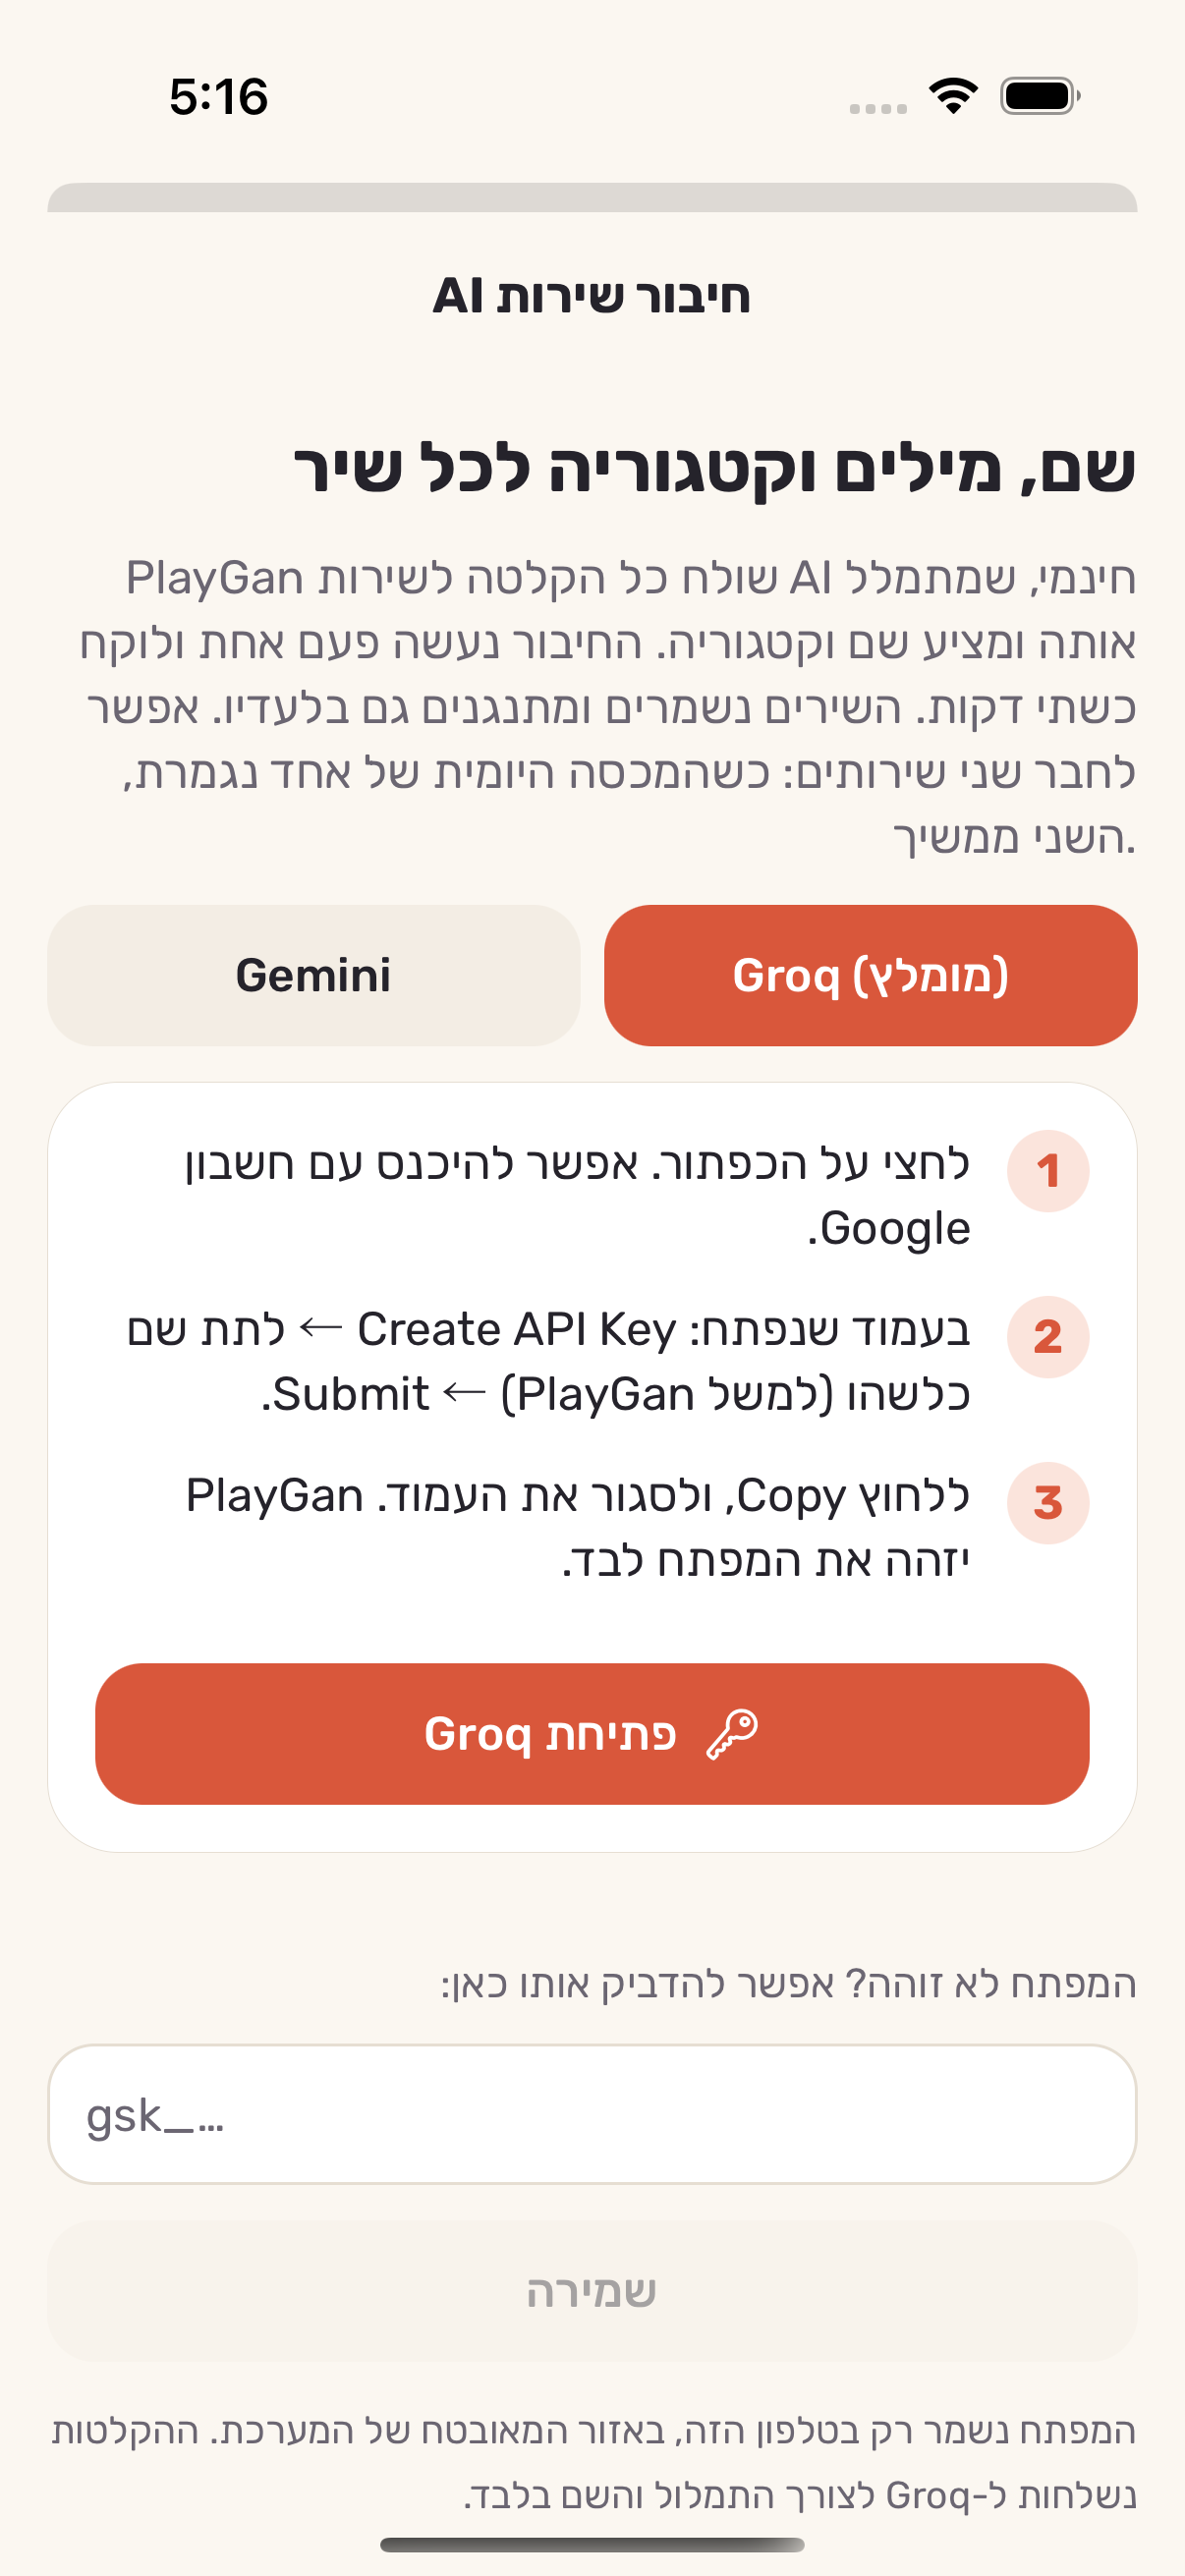 5:16
חיבור שירות AI
שם, מילים וקטגוריה לכל שיר
PlayGan שולח כל הקלטה לשירות AI חינמי, שמתמלל
אותה ומציע שם וקטגוריה. החיבור נעשה פעם אחת ולוקח
כשתי דקות. השירים נשמרים ומתנגנים גם בלעדיו. אפשר
לחבר שני שירותים: כשהמכסה היומית של אחד נגמרת,
השני ממשיך.
Groq (מומלץ)
Gemini
1
לחצי על הכפתור. אפשר להיכנס עם חשבון
Google.
2
בעמוד שנפתח: Create API Key ← לתת שם
כלשהו (למשל PlayGan) ← Submit.
3
ללחוץ Copy, ולסגור את העמוד. PlayGan
יזהה את המפתח לבד.
פתיחת Groq
המפתח לא זוהה? אפשר להדביק אותו כאן:
gsk_…
שמירה
המפתח נשמר רק בטלפון הזה, באזור המאובטח של המערכת. ההקלטות
נשלחות ל-Groq לצורך התמלול והשם בלבד.